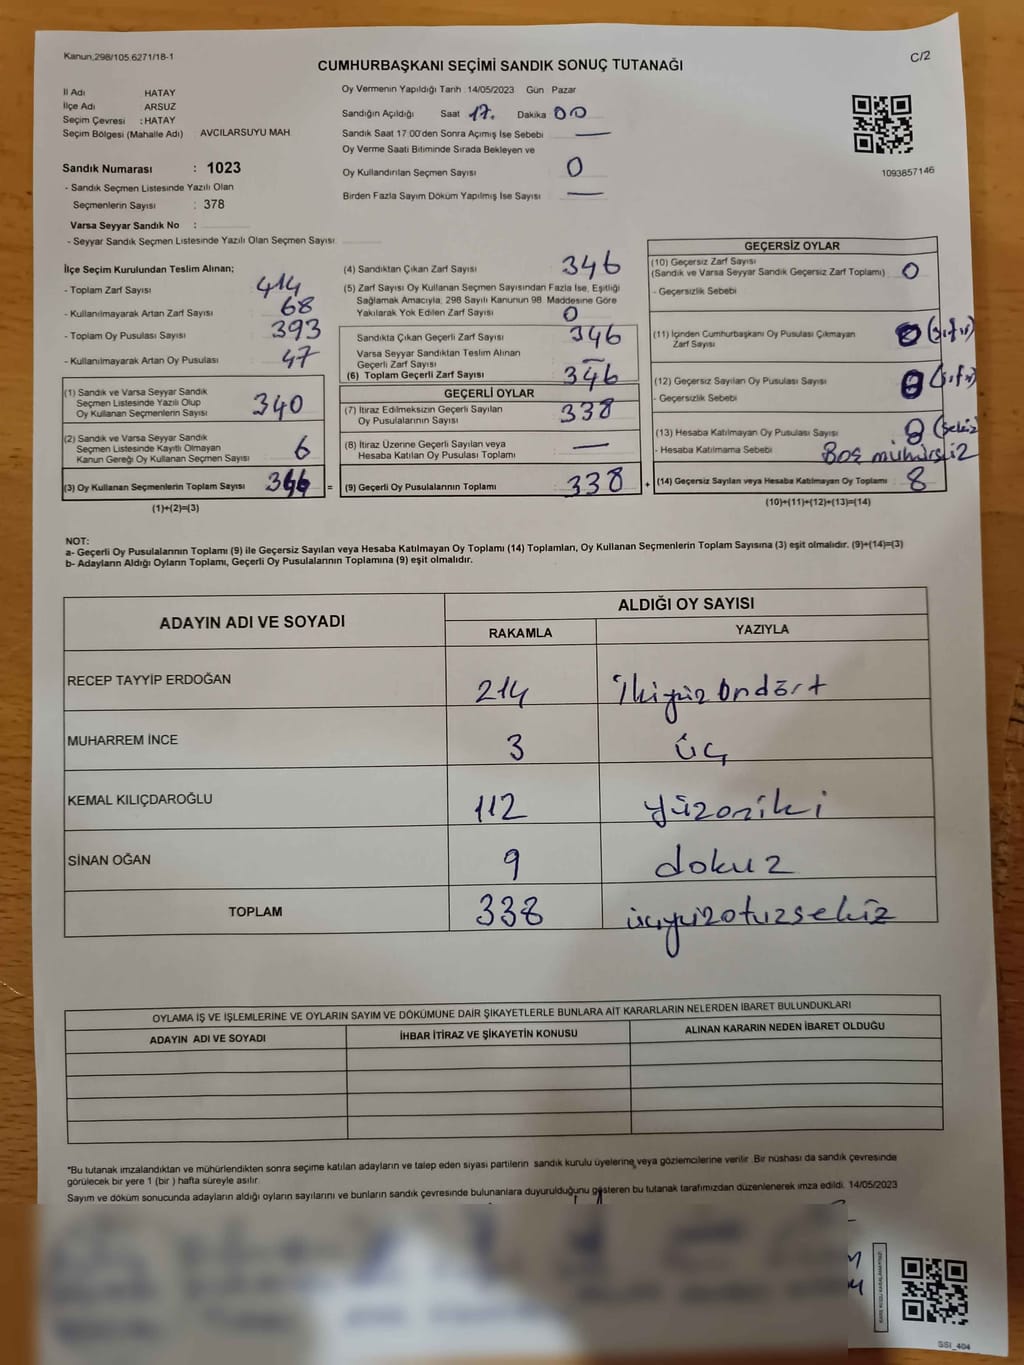 Kanun,298/105.6271/18-1
C/2
CUMHURBAŞKANI SEÇİMİ SANDIK SONUÇ TUTANAĞI
İl Adı HATAY
İlçe Adı ARSUZ
Seçim Çevresi : HATAY
Seçim Bölgesi (Mahalle Adı) AVCILARSUYU MAH.
Sandık Numarası : 1023
- Sandık Seçmen Listesinde Yazılı Olan
Seçmenlerin Sayısı : 378
Varsa Seyyar Sandık No :
- Seyyar Sandık Seçmen Listesinde Yazılı Olan Seçmen Sayısı
Oy Vermenin Yapıldığı Tarih :14/05/2023 Gün Pazar
Sandığın Açıldığı Saat 17. Dakika 00
Sandık Saat 17.00'den Sonra Açımış İse Sebebi —
Oy Verme Saati Bitiminde Sırada Bekleyen ve
Oy Kullandırılan Seçmen Sayısı 0
Birden Fazla Sayım Döküm Yapılmış İse Sayısı —
1093857146
İlçe Seçim Kurulundan Teslim Alınan;
- Toplam Zarf Sayısı 414
- Kullanılmayarak Artan Zarf Sayısı 68
- Toplam Oy Pusulası Sayısı 393
- Kullanılmayarak Artan Oy Pusulası 47
(1) Sandık ve Varsa Seyyar Sandık
Seçmen Listesinde Yazılı Olup
Oy Kullanan Seçmenlerin Sayısı 340
(2) Sandık ve Varsa Seyyar Sandık
Seçmen Listesinde Kayıtlı Olmayan
Kanun Gereği Oy Kullanan Seçmen Sayısı 6
(3) Oy Kullanan Seçmenlerin Toplam Sayısı 346 =
(1)+(2)=(3)
(4) Sandıktan Çıkan Zarf Sayısı 346
(5) Zarf Sayısı Oy Kullanan Seçmen Sayısından Fazla İse, Eşitliği
Sağlamak Amacıyla, 298 Sayılı Kanunun 98. Maddesine Göre
Yakılarak Yok Edilen Zarf Sayısı 0
Sandıkta Çıkan Geçerli Zarf Sayısı 346
Varsa Seyyar Sandıktan Teslim Alınan
Geçerli Zarf Sayısı —
(6) Toplam Geçerli Zarf Sayısı 346
GEÇERLİ OYLAR
(7) İtiraz Edilmeksizin Geçerli Sayılan
Oy Pusulalarının Sayısı 338
(8) İtiraz Üzerine Geçerli Sayılan veya
Hesaba Katılan Oy Pusulası Toplamı —
(9) Geçerli Oy Pusulalarının Toplamı 338 +
GEÇERSİZ OYLAR
(10) Geçersiz Zarf Sayısı
(Sandık ve Varsa Seyyar Sandık Geçersiz Zarf Toplamı) 0
- Geçersizlik Sebebi
(11) İçinden Cumhurbaşkanı Oy Pusulası Çıkmayan
Zarf Sayısı 0 (sıfır)
(12) Geçersiz Sayılan Oy Pusulası Sayısı 0 (sıfır)
- Geçersizlik Sebebi
(13) Hesaba Katılmayan Oy Pusulası Sayısı 8 (sekiz
- Hesaba Katılmama Sebebi Boş mühürsüz
(14) Geçersiz Sayılan veya Hesaba Katılmayan Oy Toplamı 8
(10)+(11)+(12)+(13)=(14)
NOT:
a- Geçerli Oy Pusulalarının Toplamı (9) ile Geçersiz Sayılan veya Hesaba Katılmayan Oy Toplamı (14) Toplamları, Oy Kullanan Seçmenlerin Toplam Sayısına (3) eşit olmalıdır. (9)+(14)=(3)
b- Adayların Aldığı Oyların Toplamı, Geçerli Oy Pusulalarının Toplamına (9) eşit olmalıdır.
ADAYIN ADI VE SOYADI
ALDIĞI OY SAYISI
RAKAMLA YAZIYLA
RECEP TAYYİP ERDOĞAN 214 ikiyüz ondört
MUHARREM İNCE 3 üç
KEMAL KILIÇDAROĞLU 112 yüzoniki
SİNAN OĞAN 9 dokuz
TOPLAM 338 üçyüzotuzsekiz
OYLAMA İŞ VE İŞLEMLERİNE VE OYLARIN SAYIM VE DÖKÜMÜNE DAİR ŞİKAYETLERLE BUNLARA AİT KARARLARIN NELERDEN İBARET BULUNDUKLARI
ADAYIN ADI VE SOYADI İHBAR İTİRAZ VE ŞİKAYETİN KONUSU ALINAN KARARIN NEDEN İBARET OLDUĞU
*Bu tutanak imzalandıktan ve mühürlendikten sonra seçime katılan adayların ve talep eden siyasi partilerin sandık kurulu üyelerine veya gözlemcilerine verilir. Bir nüshası da sandık çevresinde
görülecek bir yere 1 (bir ) hafta süreyle asılır.
Sayım ve döküm sonucunda adayların aldığı oyların sayılarını ve bunların sandık çevresinde bulunanlara duyurulduğunu gösteren bu tutanak tarafımızdan düzenlenerek imza edildi. 14/05/2023
SSİ_404